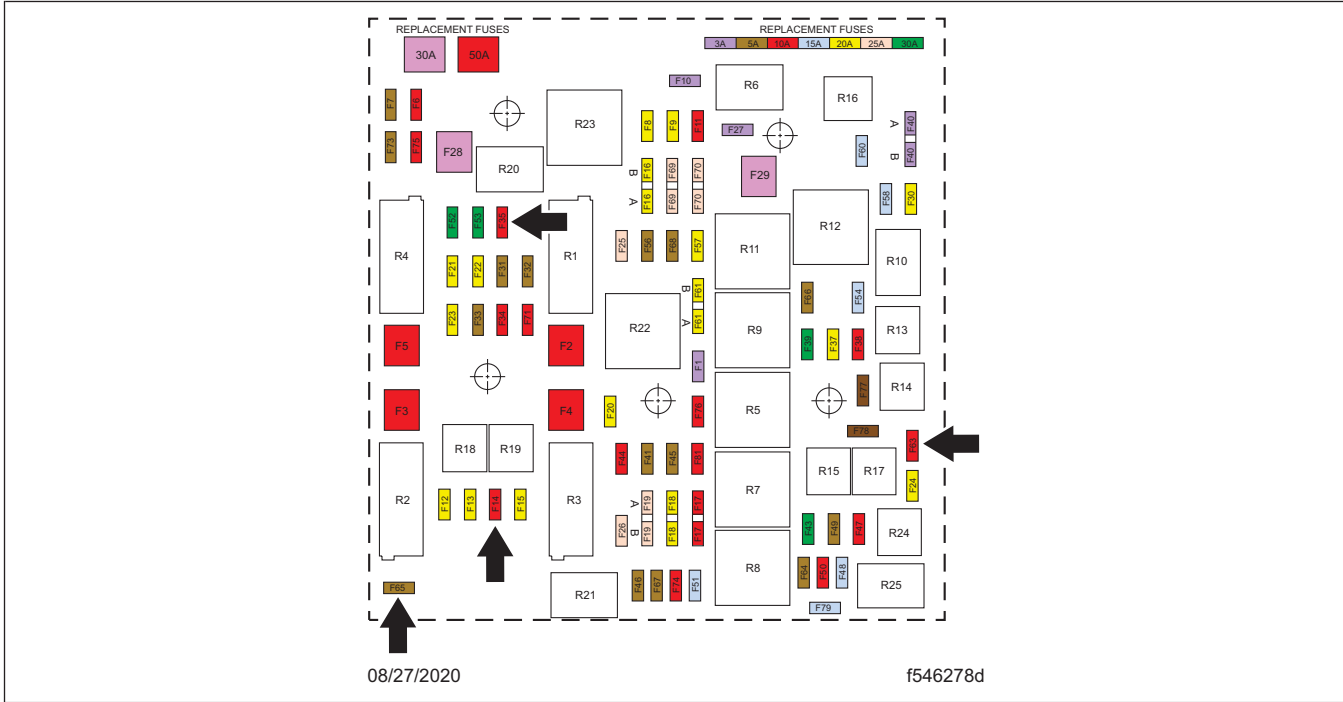 REPLACEMENT FUSES
REPLACEMENT FUSES
30A
50A
3A 5A 10A 15A 20A 25A 30A
F10
R6
R16
F7
F6
R23
F8
F9
F11
F27
A
F40
F73
F75
F28
R20
F60
B
F40
B
F16
F69
F70
F29
A
F16
F69
F70
F58
F30
R4
F52
F53
F35
R1
F25
F56
F68
F57
R11
R12
R10
F21
F22
F31
F32
B
F61
A
F61
F66
F54
F23
F33
F34
F71
R22
R9
R13
F5
F2
F39
F37
F38
F1
R14
F77
F3
F4
F20
F76
R5
F78
F63
R18
R19
F44
F41
F45
F81
R15
R17
F24
R2
F12
F13
F14
F15
R3
A
F19
F18
F17
R7
F26
B
F19
F18
F17
F43
F49
F47
R24
F65
R21
F46
F67
F74
F51
R8
F64
F50
F48
R25
F79
08/27/2020
f546278d